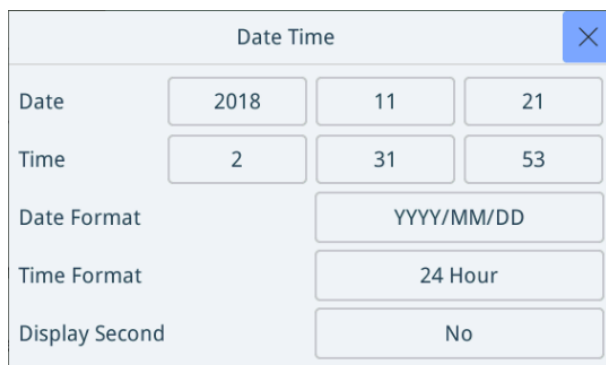 Date Time
Date 2018 11 21
Time 2 31 53
Date Format YYYY/MM/DD
Time Format 24 Hour
Display Second No